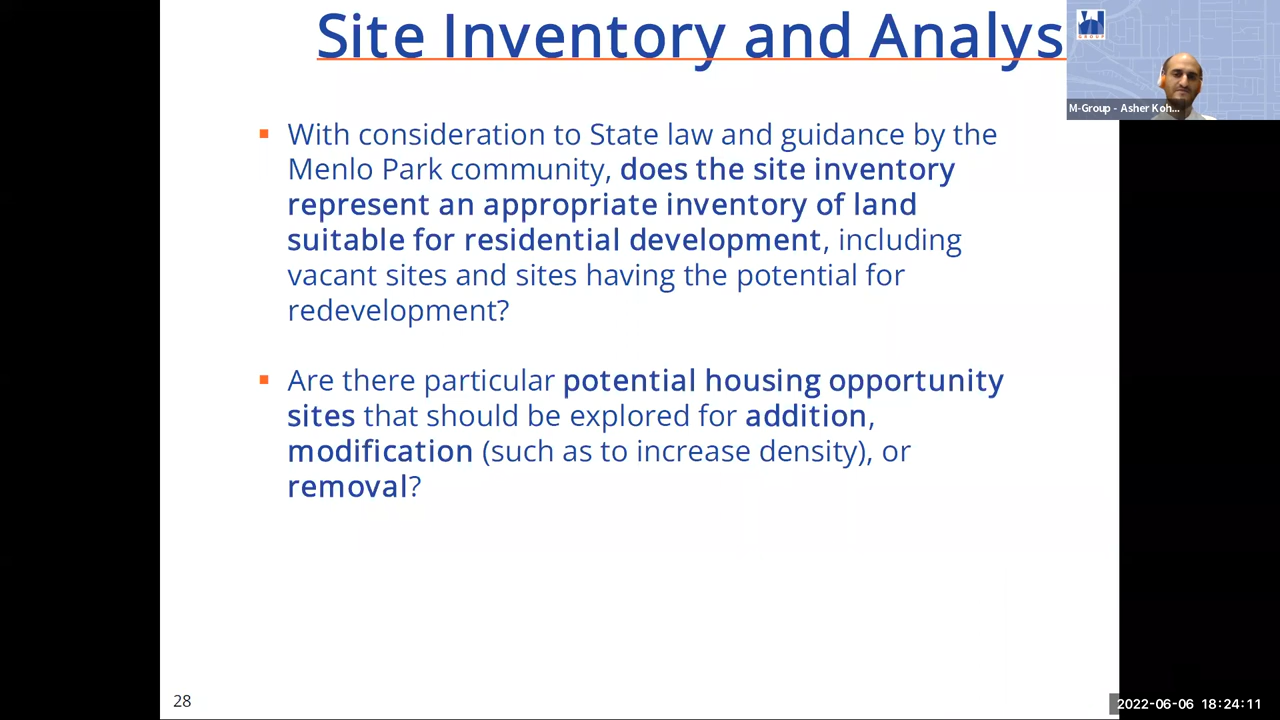 Site Inventory and Analys
GROUP
M-Group - Asher Koh...
▪ With consideration to State law and guidance by the
Menlo Park community, does the site inventory
represent an appropriate inventory of land
suitable for residential development, including
vacant sites and sites having the potential for
redevelopment?
▪ Are there particular potential housing opportunity
sites that should be explored for addition,
modification (such as to increase density), or
removal?
28
2022-06-06 18:24:11